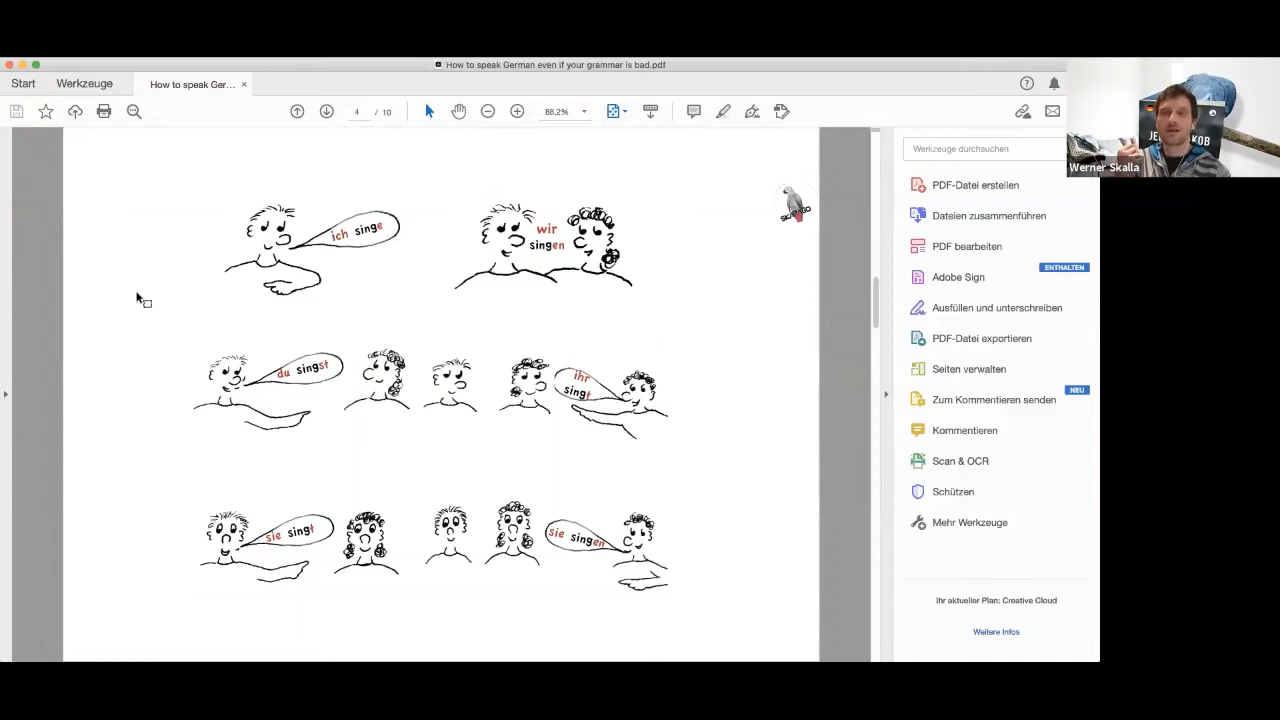 How to speak German even if your grammar is bad.pdf
Start
Werkzeuge
How to speak Ger... ×
4 / 10
88,2%
Werkzeuge durchsuchen
Werner Skalla
PDF-Datei erstellen
Dateien zusammenführen
PDF bearbeiten
ENTHALTEN
Adobe Sign
Ausfüllen und unterschreiben
PDF-Datei exportieren
Seiten verwalten
NEU
Zum Kommentieren senden
Kommentieren
Scan & OCR
Schützen
Mehr Werkzeuge
Ihr aktueller Plan: Creative Cloud
Weitere Infos
ich singe
wir
singen
du singst
ihr
singt
sie singt
sie singen